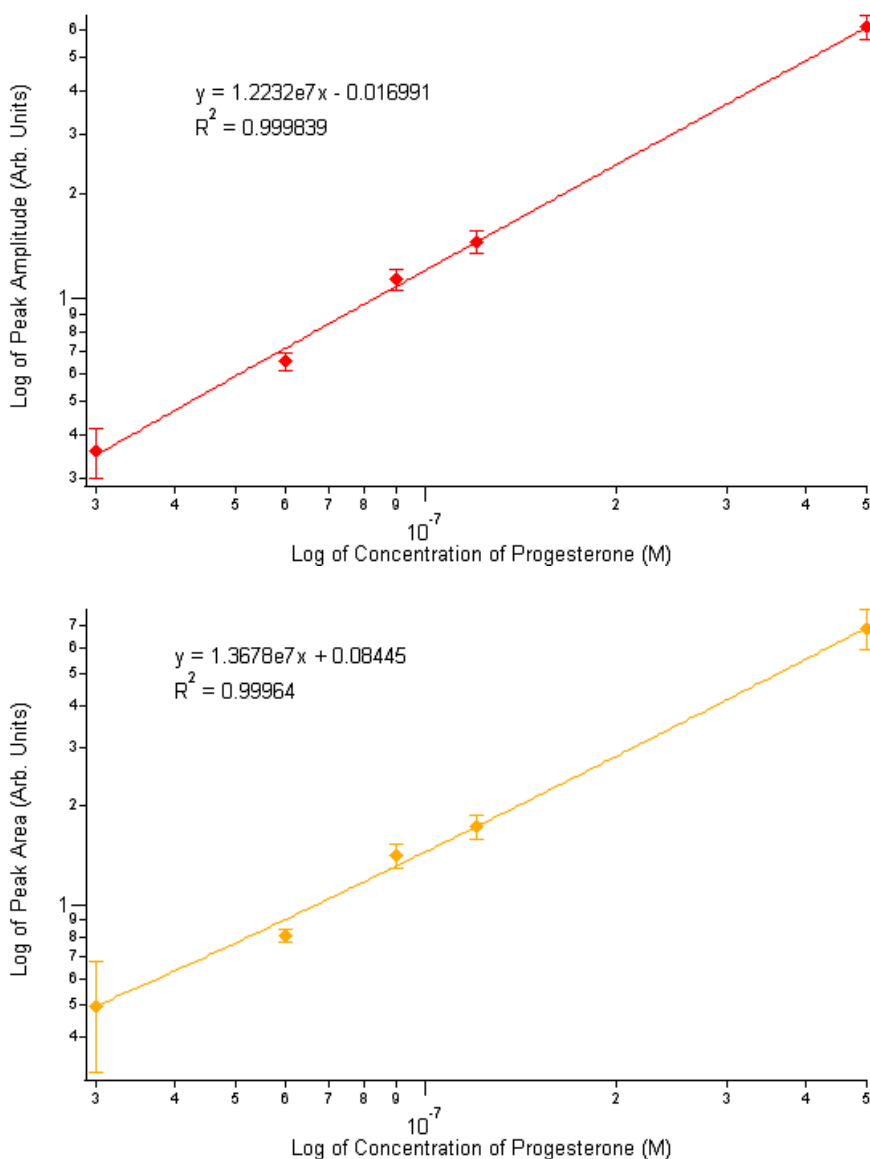 6
5
4
3
2
1
9
8
7
6
5
4
3
Log of Peak Amplitude (Arb. Units)
y = 1.2232e7x - 0.016991
R² = 0.999839
3 4 5 6 7 8 9 10⁻⁷ 2 3 4 5
Log of Concentration of Progesterone (M)
7
6
5
4
3
2
1
9
8
7
6
5
4
Log of Peak Area (Arb. Units)
y = 1.3678e7x + 0.08445
R² = 0.99964
3 4 5 6 7 8 9 10⁻⁷ 2 3 4 5
Log of Concentration of Progesterone (M)